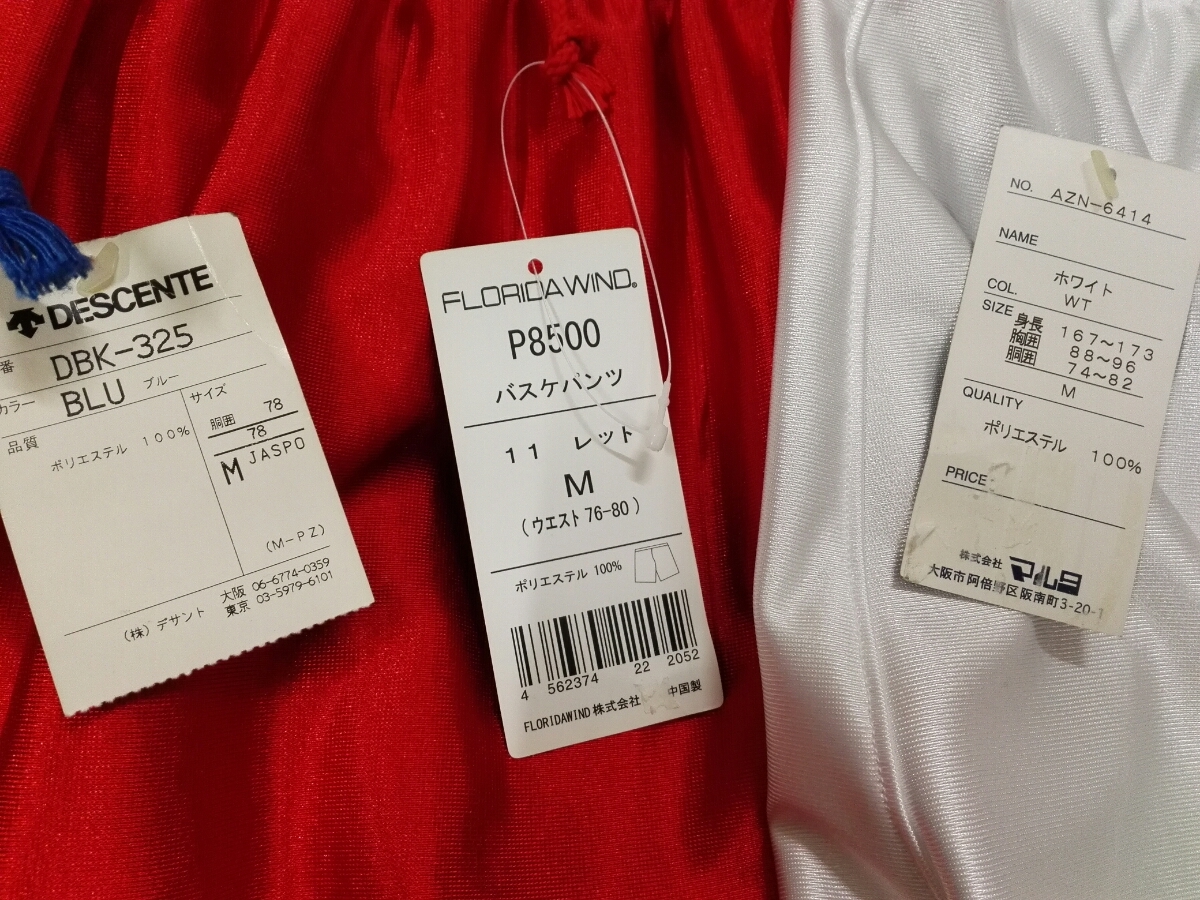 DESCENTE
番 DBK-325
カラー BLU ブルー
品質
ポリエステル 100%
サイズ
胴囲 78
78
M JASPO
(M-PZ)
(株) デサント
大阪 06-6774-0359
東京 03-5979-6101
FLORIDAWIND®
P8500
バスケパンツ
11 レット
M
(ウエスト76-80)
ポリエステル 100%
4 562374 22 2052
FLORIDAWIND 株式会社 中国製
NO. AZN-6414
NAME
COL. ホワイト
WT
SIZE 身長 167~173
胸囲 88~96
胴囲 74~82
M
QUALITY
ポリエステル 100%
PRICE
株式会社 マルタ
大阪市阿倍野区阪南町3-20-1